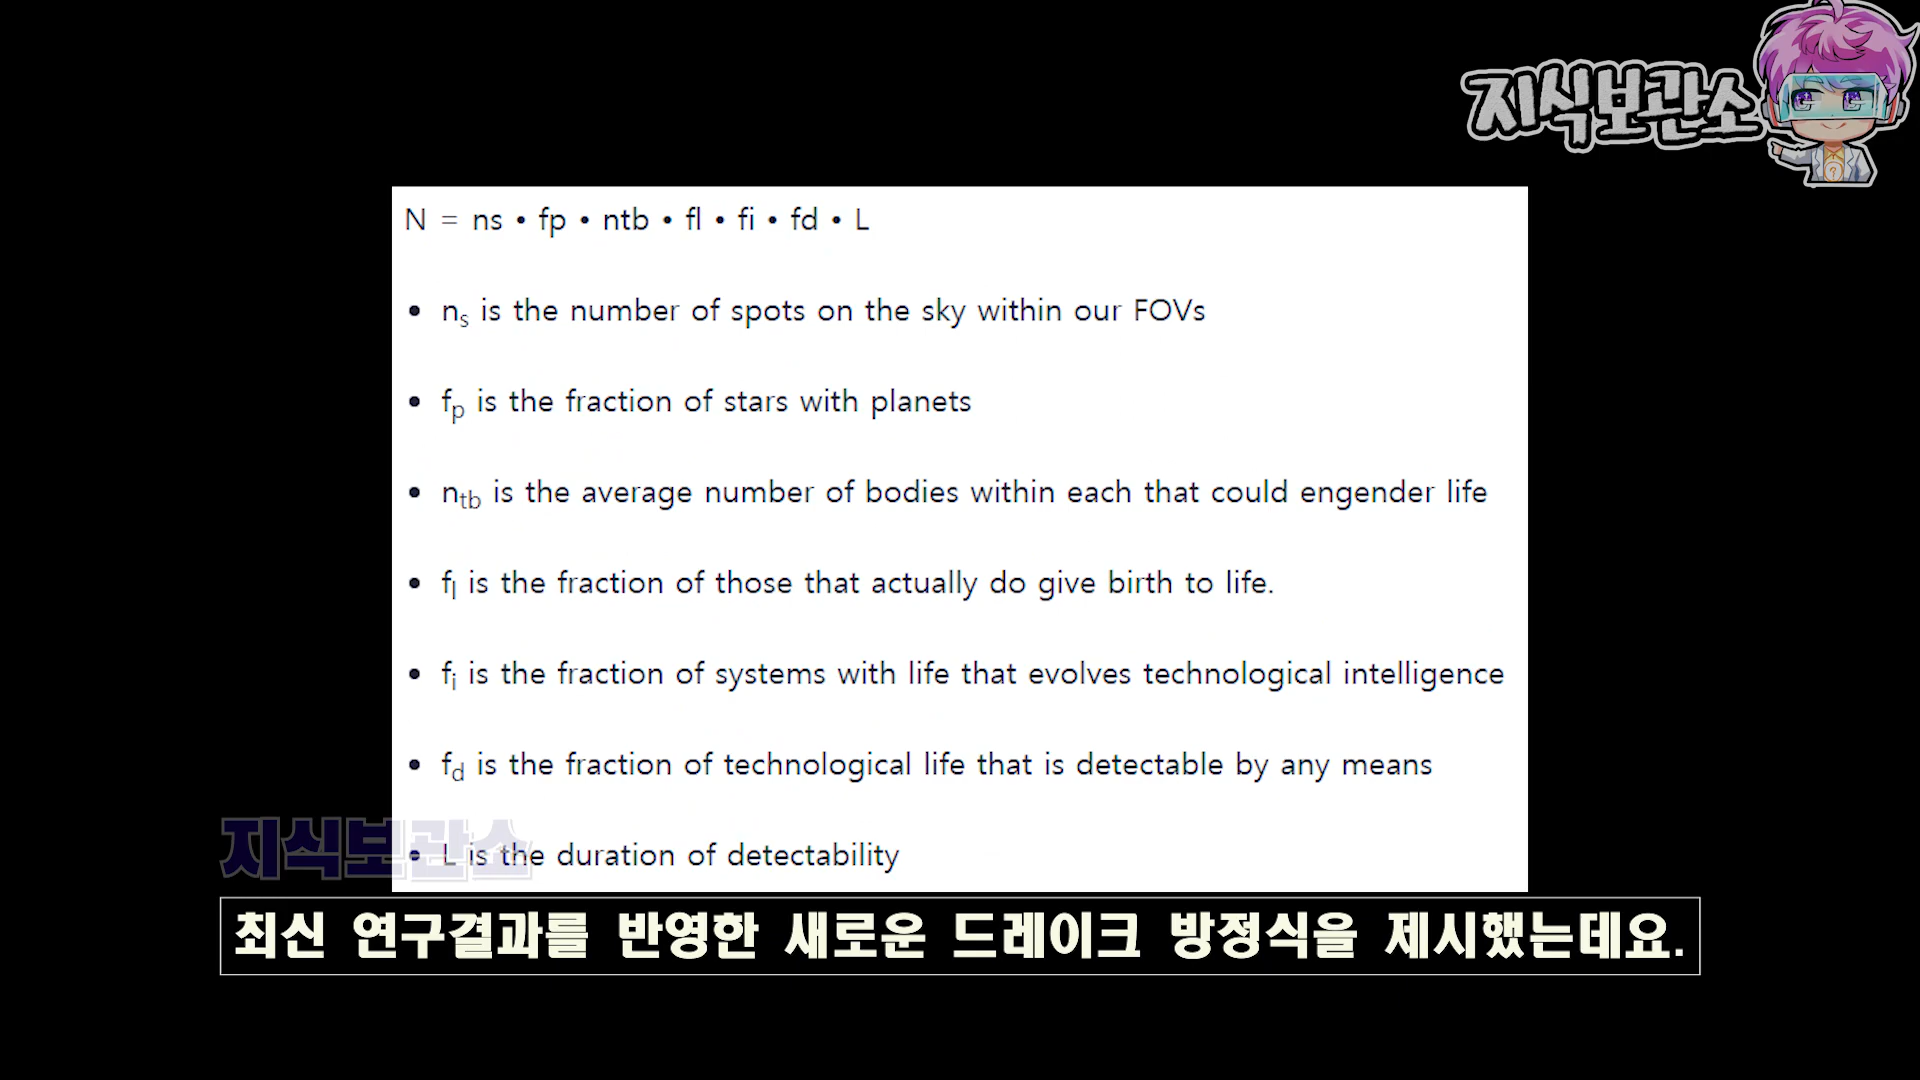 지식보관소
N = ns • fp • ntb • fl • fi • fd • L
• ns is the number of spots on the sky within our FOVs
• fp is the fraction of stars with planets
• ntb is the average number of bodies within each that could engender life
• fl is the fraction of those that actually do give birth to life.
• fi is the fraction of systems with life that evolves technological intelligence
• fd is the fraction of technological life that is detectable by any means
• L is the duration of detectability
지식보관소
최신 연구결과를 반영한 새로운 드레이크 방정식을 제시했는데요.